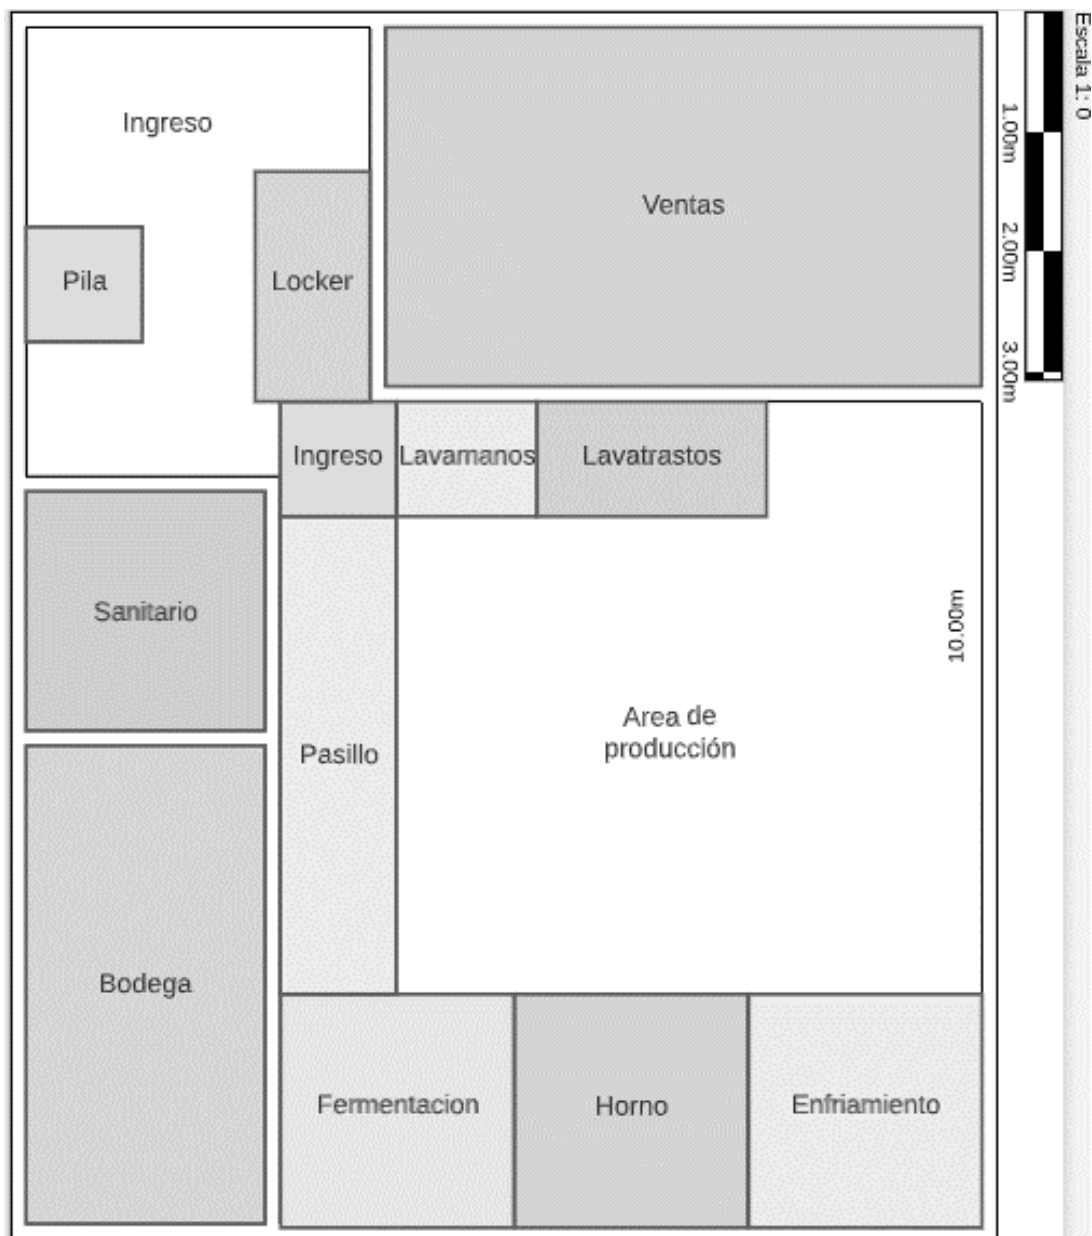 Escala 1: 0
Ingreso
1.00m
Ventas
2.00m
Pila
Locker
3.00m
Ingreso
Lavamanos
Lavatrastos
Sanitario
10.00m
Area de
producción
Pasillo
Bodega
Fermentacion
Horno
Enfriamiento